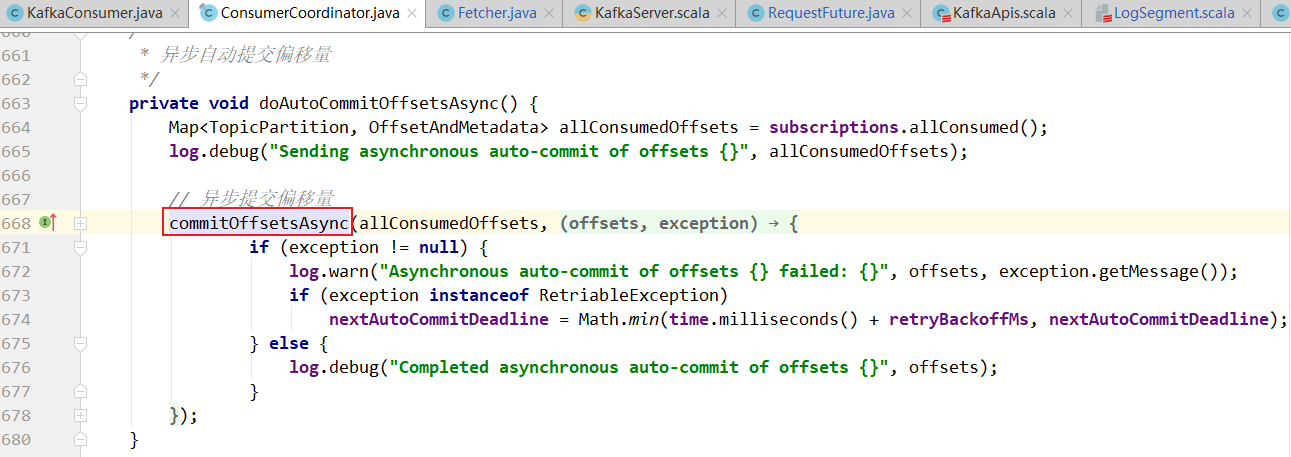 KafkaConsumer.java ConsumerCoordinator.java Fetcher.java KafkaServer.scala RequestFuture.java KafkaApis.scala LogSegment.scala
661 * 异步自动提交偏移量
662 */
663 private void doAutoCommitOffsetsAsync() {
664 Map<TopicPartition, OffsetAndMetadata> allConsumedOffsets = subscriptions.allConsumed();
665 log.debug("Sending asynchronous auto-commit of offsets {}", allConsumedOffsets);
666
667 // 异步提交偏移量
668 commitOffsetsAsync(allConsumedOffsets, (offsets, exception) → {
671 if (exception != null) {
672 log.warn("Asynchronous auto-commit of offsets {} failed: {}", offsets, exception.getMessage());
673 if (exception instanceof RetriableException)
674 nextAutoCommitDeadline = Math.min(time.milliseconds() + retryBackoffMs, nextAutoCommitDeadline);
675 } else {
676 log.debug("Completed asynchronous auto-commit of offsets {}", offsets);
677 }
678 });
680 }